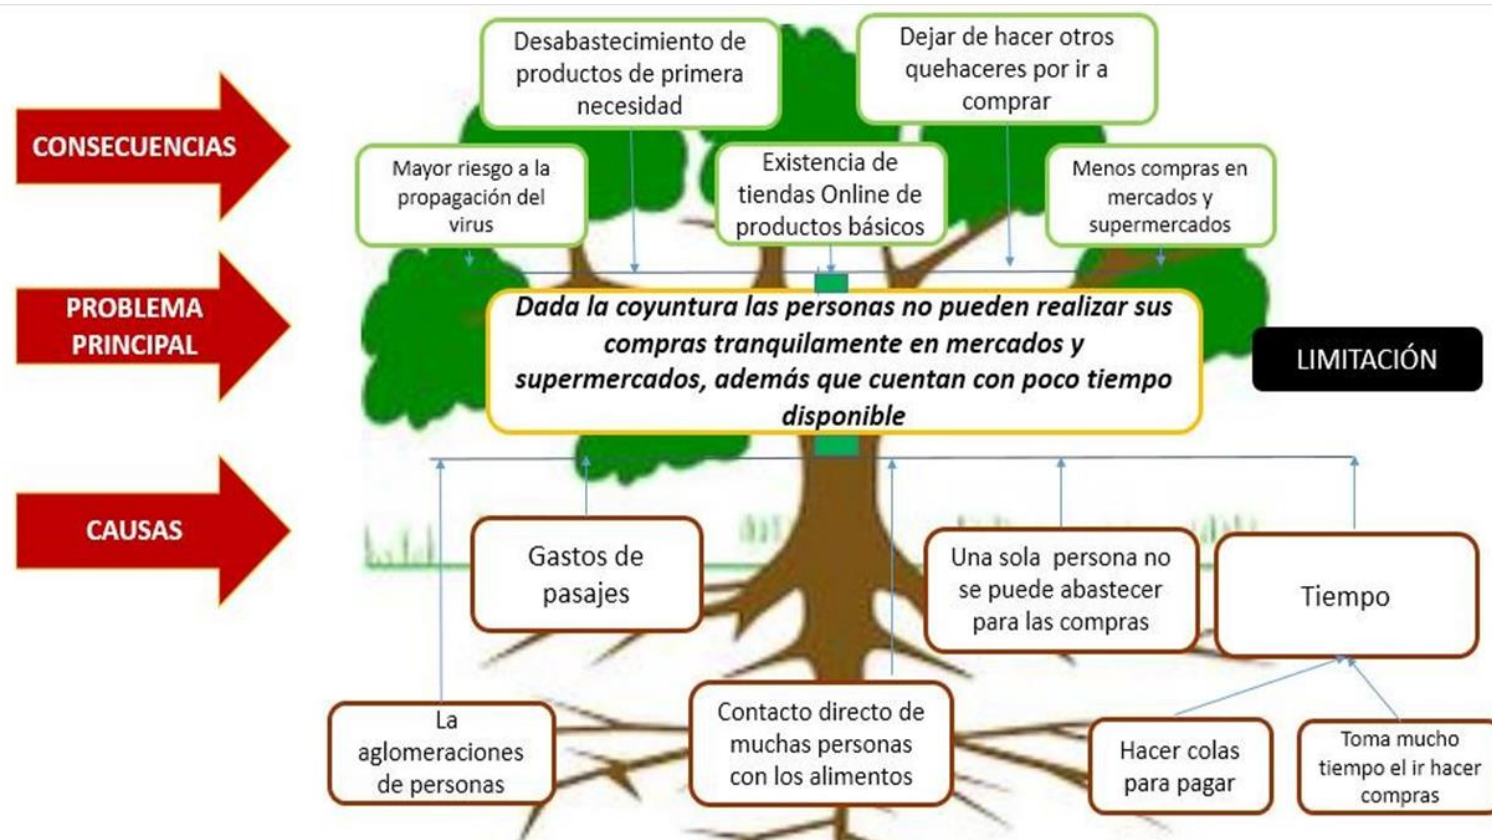 Desabastecimiento de
productos de primera
necesidad
Dejar de hacer otros
quehaceres por ir a
comprar
CONSECUENCIAS
Mayor riesgo a la
propagación del
virus
Existencia de
tiendas Online de
productos básicos
Menos compras en
mercados y
supermercados
PROBLEMA
PRINCIPAL
Dada la coyuntura las personas no pueden realizar sus
compras tranquilamente en mercados y
supermercados, además que cuentan con poco tiempo
disponible
LIMITACIÓN
CAUSAS
Gastos de
pasajes
Una sola persona no
se puede abastecer
para las compras
Tiempo
La
aglomeraciones
de personas
Contacto directo de
muchas personas
con los alimentos
Hacer colas
para pagar
Toma mucho
tiempo el ir hacer
compras